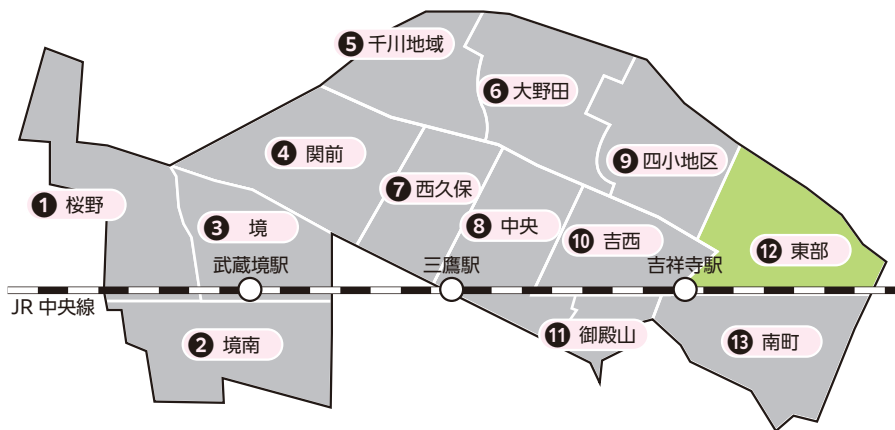 ❺ 千川地域
❻ 大野田
❹ 関前
❾ 四小地区
❼ 西久保
❶ 桜野
❸ 境
❽ 中央
❿ 吉西
⓬ 東部
武蔵境駅
三鷹駅
吉祥寺駅
JR 中央線
⓫ 御殿山
❷ 境南
⓭ 南町